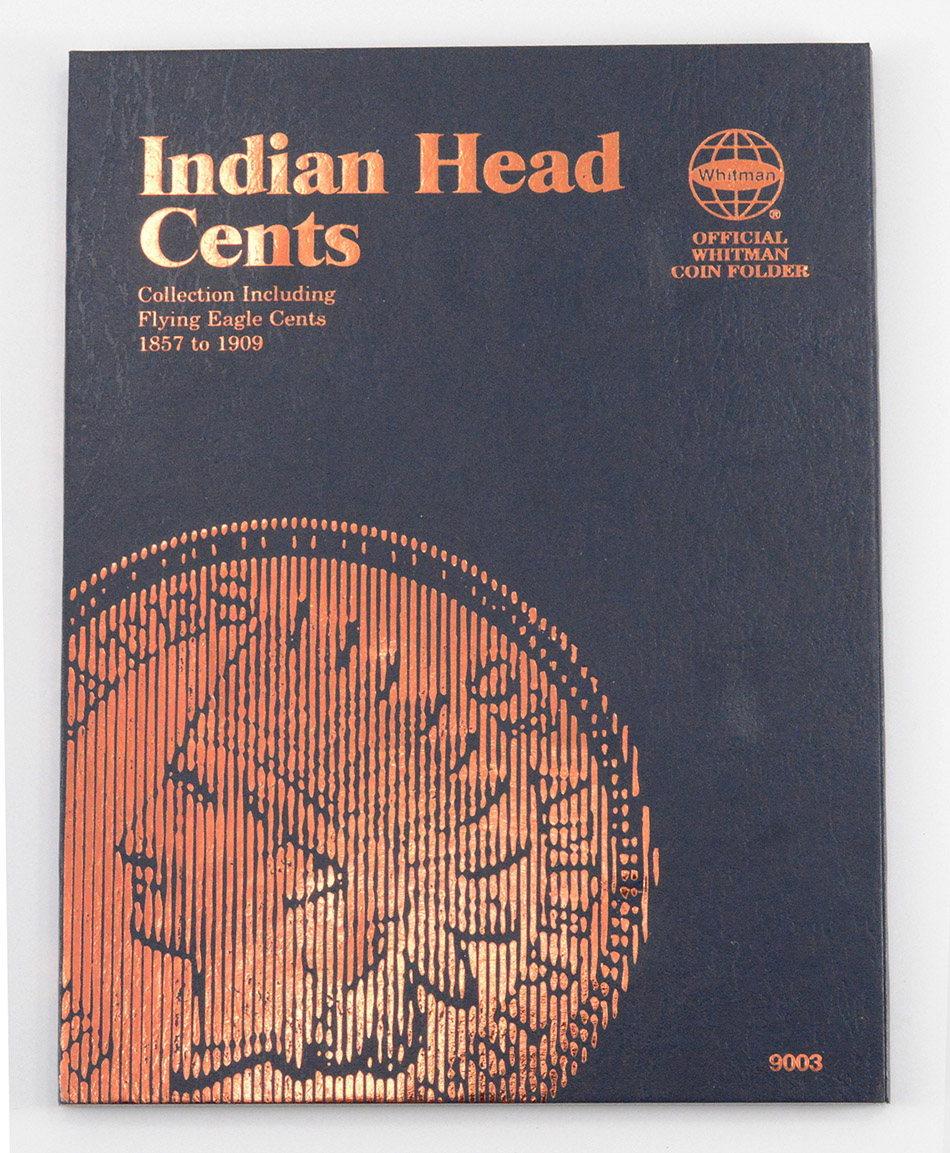 Indian Head
Cents
Collection Including
Flying Eagle Cents
1857 to 1909
Whitman
®
OFFICIAL
WHITMAN
COIN FOLDER
9003